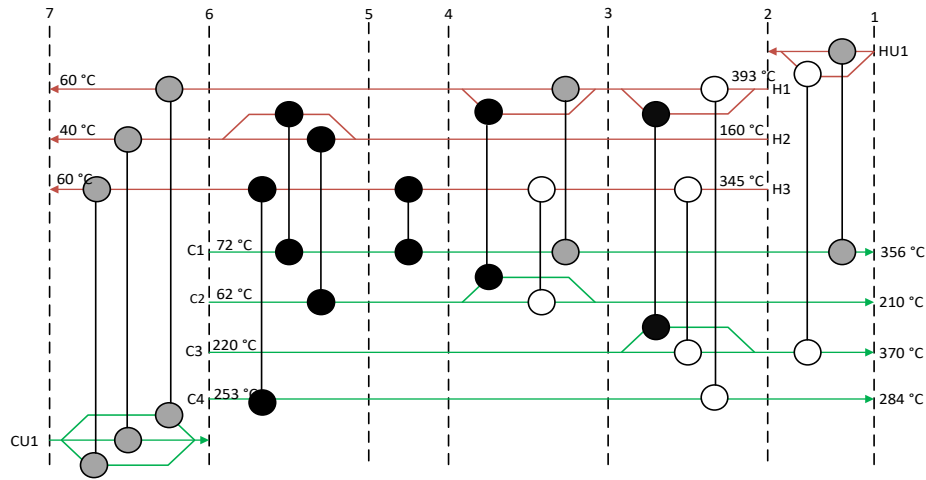 7 6 5 4 3 2 1
HU1
60 °C 393 °C H1
40 °C 160 °C H2
60 °C 345 °C H3
C1 72 °C 356 °C
C2 62 °C 210 °C
C3 220 °C 370 °C
C4 253 °C 284 °C
CU1